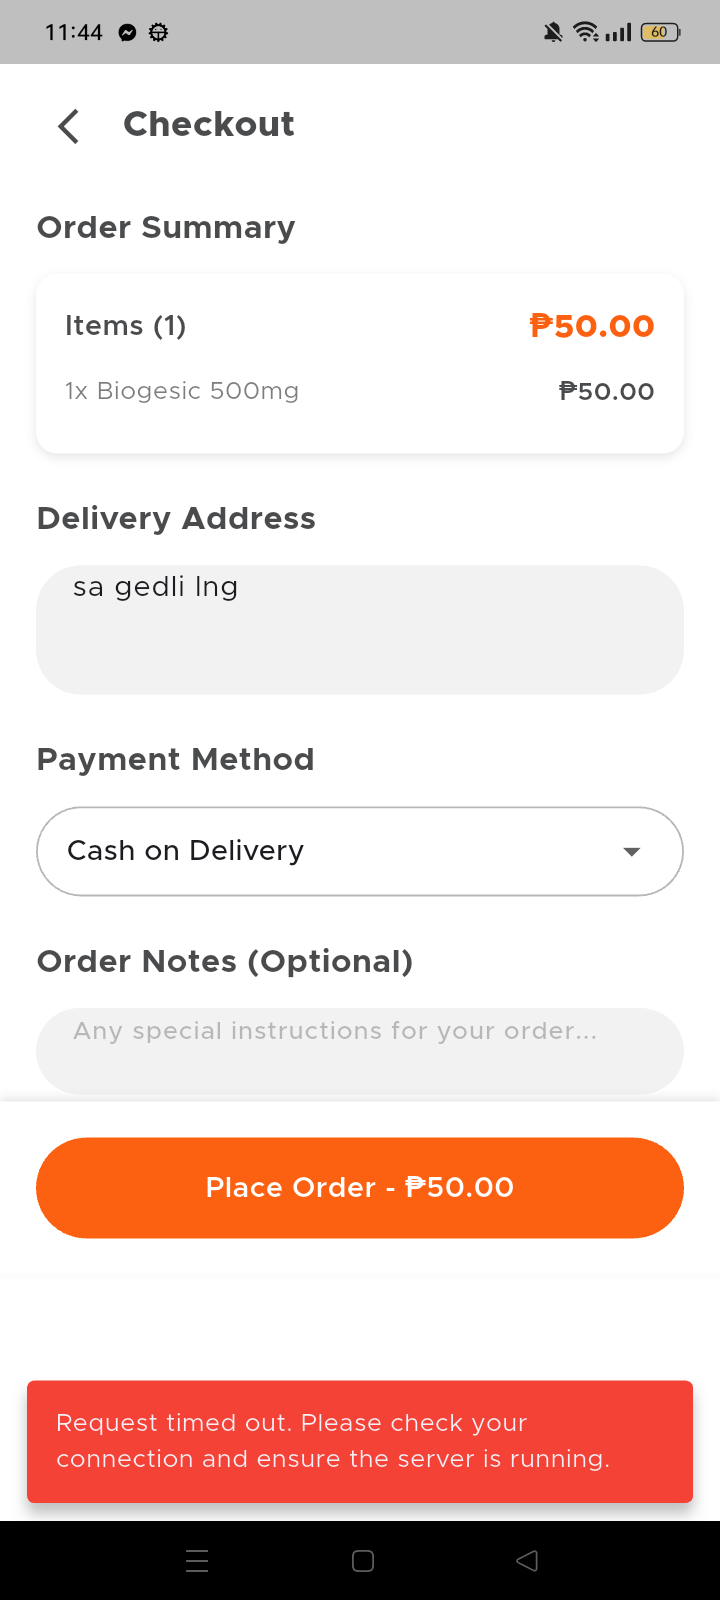 11:44
60
Checkout
Order Summary
Items (1) ₱50.00
1x Biogesic 500mg ₱50.00
Delivery Address
sa gedli lng
Payment Method
Cash on Delivery
Order Notes (Optional)
Any special instructions for your order...
Place Order - ₱50.00
Request timed out. Please check your
connection and ensure the server is running.